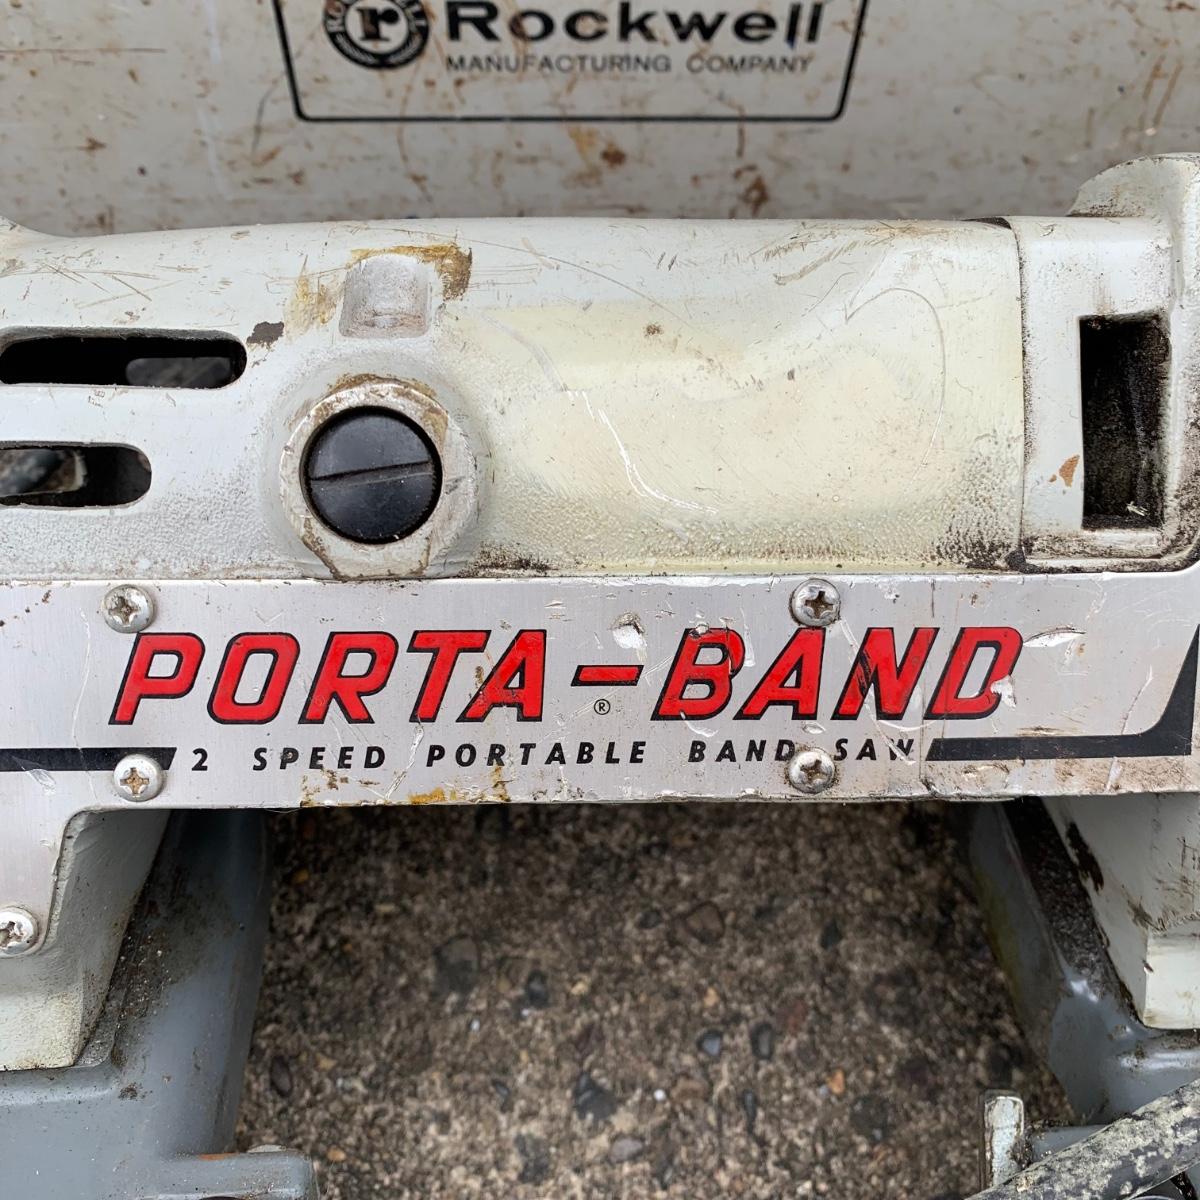 r Rockwell
MANUFACTURING COMPANY
PORTA-BAND
®
2 SPEED PORTABLE BAND SAW